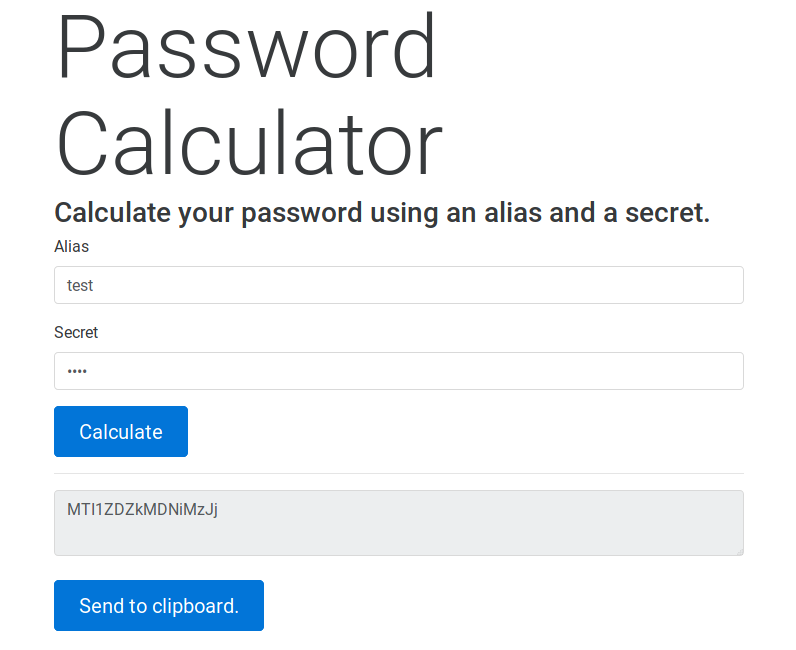 Password
Calculator
Calculate your password using an alias and a secret.
Alias
test
Secret
••••
Calculate
MTI1ZDZkMDNiMzJj
Send to clipboard.